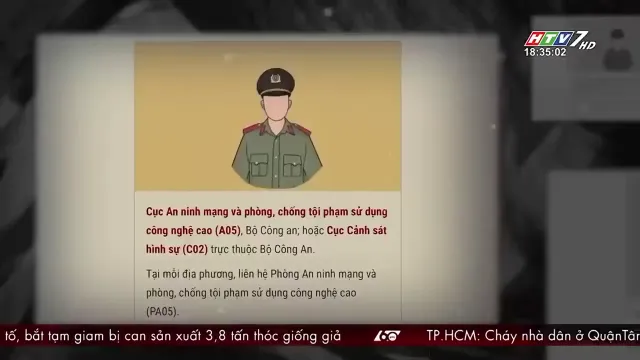 HTV7 HD
18:35:02
Cục An ninh mạng và phòng, chống tội phạm sử dụng
công nghệ cao (A05), Bộ Công an; hoặc Cục Cảnh sát
hình sự (C02) trực thuộc Bộ Công An.
Tại mỗi địa phương, liên hệ Phòng An ninh mạng và
phòng, chống tội phạm sử dụng công nghệ cao
(PA05).
tố, bắt tạm giam bị can sản xuất 3,8 tấn thóc giống giả
60
TP.HCM: Cháy nhà dân ở QuậnTân